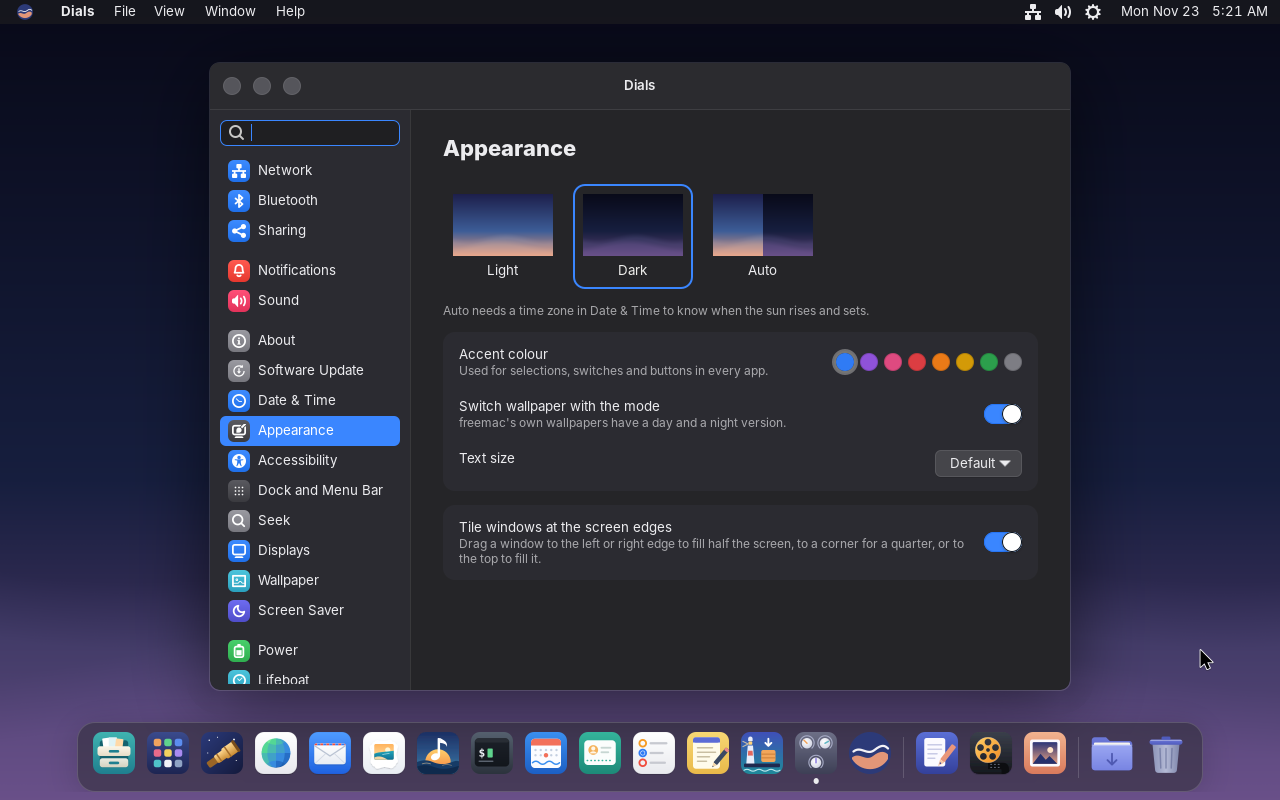 Dials File View Window Help Mon Nov 23 5:21 AM
Dials
Network
Bluetooth
Sharing
Notifications
Sound
About
Software Update
Date & Time
Appearance
Accessibility
Dock and Menu Bar
Seek
Displays
Wallpaper
Screen Saver
Power
Lifeboat
Appearance
Light Dark Auto
Auto needs a time zone in Date & Time to know when the sun rises and sets.
Accent colour
Used for selections, switches and buttons in every app.
Switch wallpaper with the mode
freemac's own wallpapers have a day and a night version.
Text size Default
Tile windows at the screen edges
Drag a window to the left or right edge to fill half the screen, to a corner for a quarter, or to
the top to fill it.
$